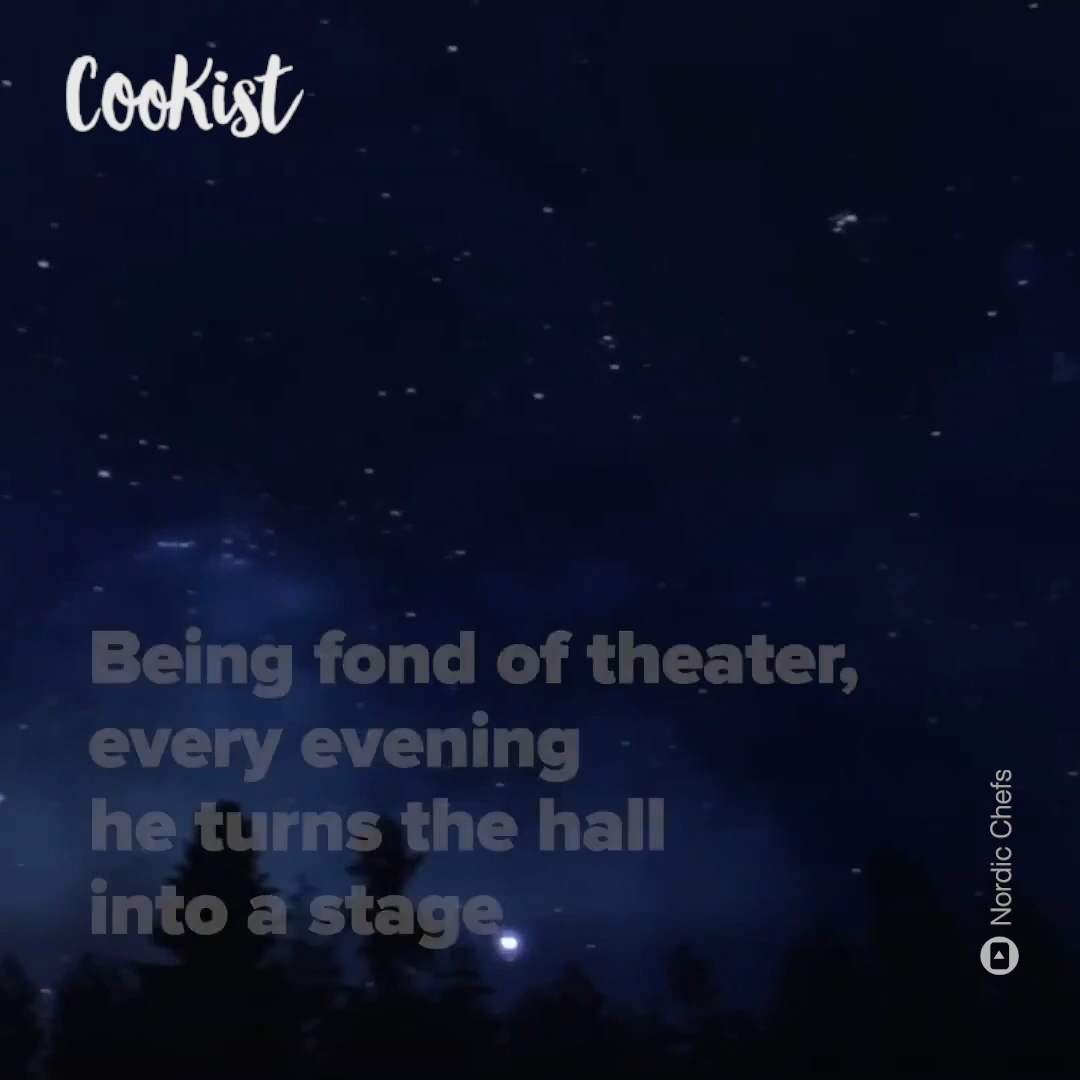 CooKist
Being fond of theater,
every evening
he turns the hall
into a stage
Nordic Chefs